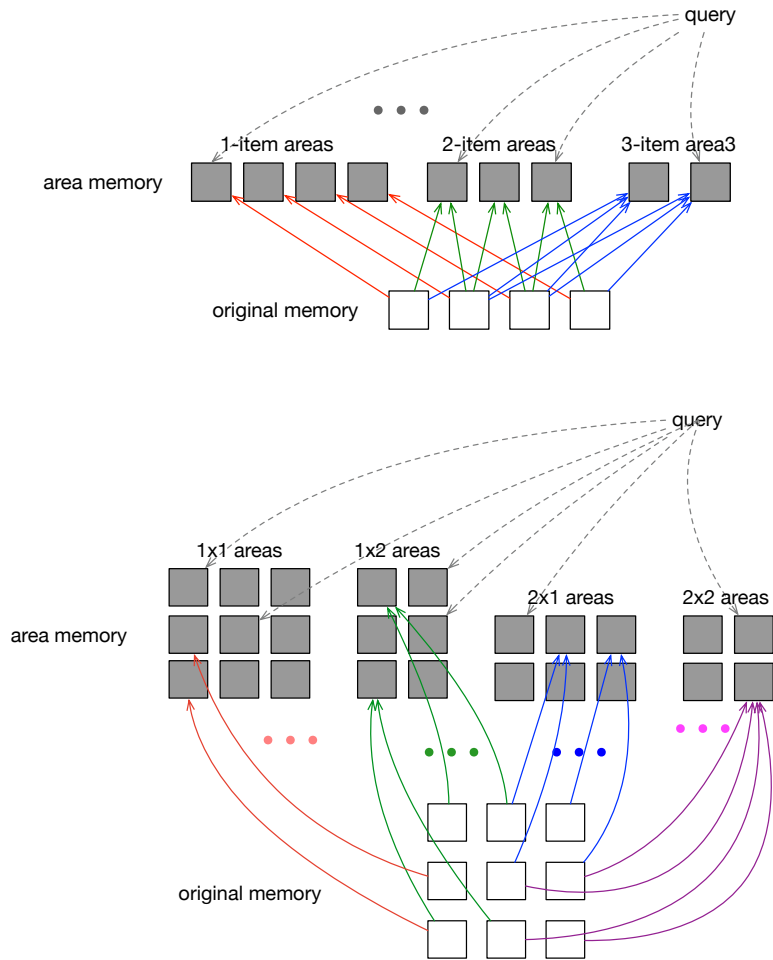 query
1-item areas 2-item areas 3-item area3
area memory
original memory
query
1x1 areas 1x2 areas
2x1 areas 2x2 areas
area memory
original memory